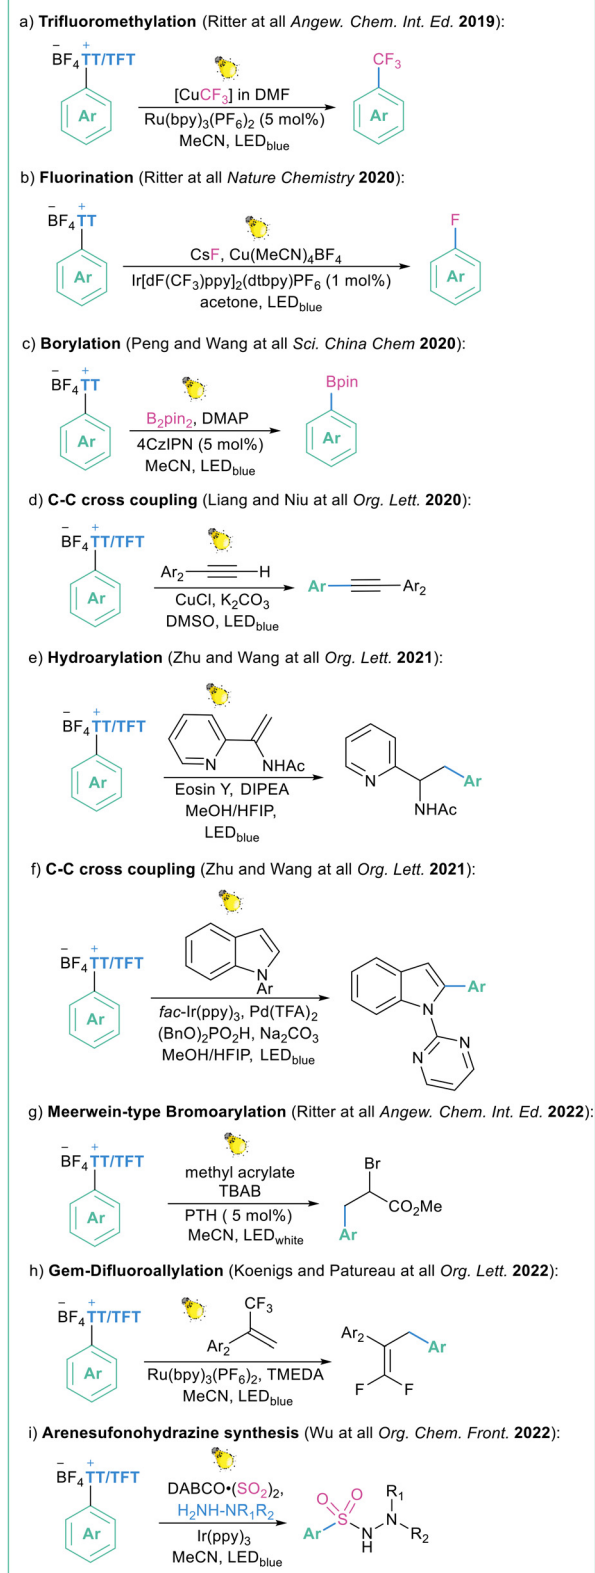 a) Trifluoromethylation (Ritter at all Angew. Chem. Int. Ed. 2019):
BF4 TT/TFT
− +
Ar
[CuCF3] in DMF
Ru(bpy)3(PF6)2 (5 mol%)
MeCN, LEDblue
CF3
Ar
b) Fluorination (Ritter at all Nature Chemistry 2020):
− +
BF4 TT
Ar
CsF, Cu(MeCN)4BF4
Ir[dF(CF3)ppy]2(dtbpy)PF6 (1 mol%)
acetone, LEDblue
F
Ar
c) Borylation (Peng and Wang at all Sci. China Chem 2020):
− +
BF4 TT
Ar
B2pin2, DMAP
4CzIPN (5 mol%)
MeCN, LEDblue
Bpin
Ar
d) C-C cross coupling (Liang and Niu at all Org. Lett. 2020):
− +
BF4 TT/TFT
Ar
Ar2 H
CuCl, K2CO3
DMSO, LEDblue
Ar Ar2
e) Hydroarylation (Zhu and Wang at all Org. Lett. 2021):
− +
BF4 TT/TFT
Ar
N NHAc
Eosin Y, DIPEA
MeOH/HFIP,
LEDblue
N Ar
NHAc
f) C-C cross coupling (Zhu and Wang at all Org. Lett. 2021):
− +
BF4 TT/TFT
Ar
N
Ar
fac-Ir(ppy)3, Pd(TFA)2
(BnO)2PO2H, Na2CO3
MeOH/HFIP, LEDblue
Ar
N
N
N
g) Meerwein-type Bromoarylation (Ritter at all Angew. Chem. Int. Ed. 2022):
− +
BF4 TT/TFT
Ar
methyl acrylate
TBAB
PTH ( 5 mol%)
MeCN, LEDwhite
Br
CO2Me
Ar
h) Gem-Difluoroallylation (Koenigs and Patureau at all Org. Lett. 2022):
− +
BF4 TT/TFT
Ar
CF3
Ar2
Ru(bpy)3(PF6)2, TMEDA
MeCN, LEDblue
Ar2
Ar
F F
i) Arenesufonohydrazine synthesis (Wu at all Org. Chem. Front. 2022):
− +
BF4 TT/TFT
Ar
DABCO•(SO2)2,
H2NH-NR1R2
Ir(ppy)3
MeCN, LEDblue
O O R1
Ar S N N R2
H